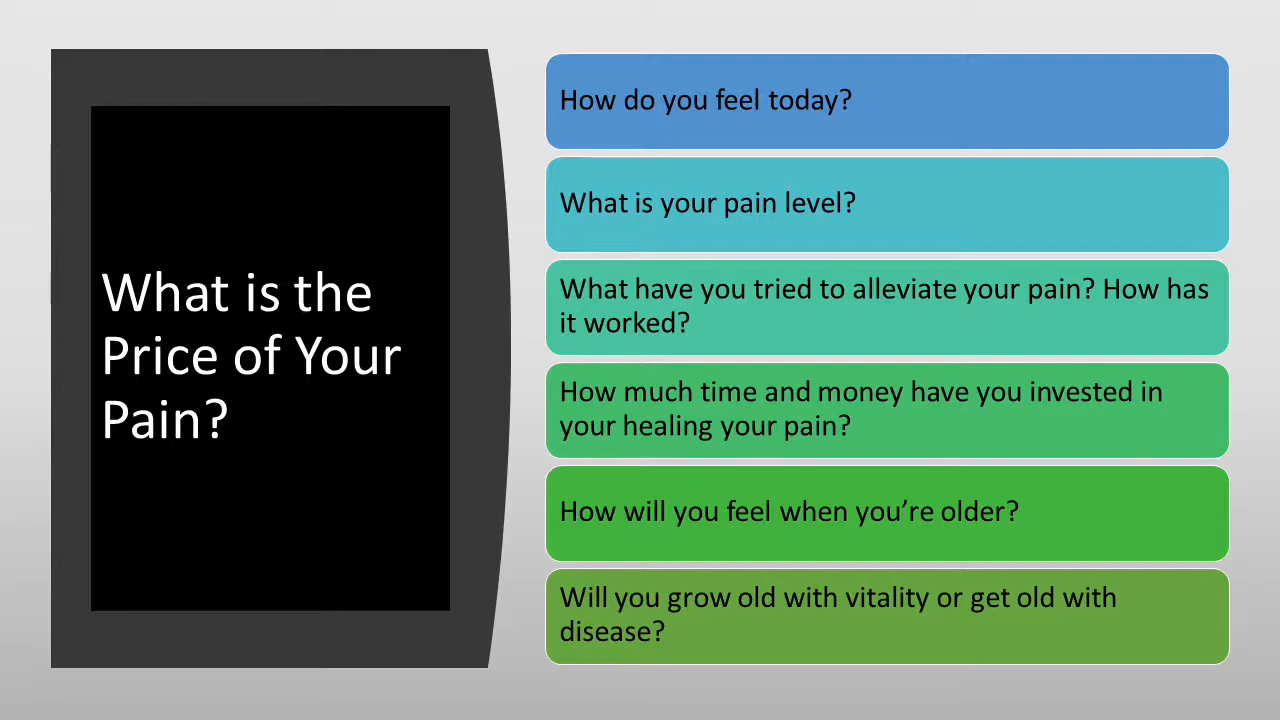 What is the
Price of Your
Pain?
How do you feel today?
What is your pain level?
What have you tried to alleviate your pain? How has
it worked?
How much time and money have you invested in
your healing your pain?
How will you feel when you’re older?
Will you grow old with vitality or get old with
disease?